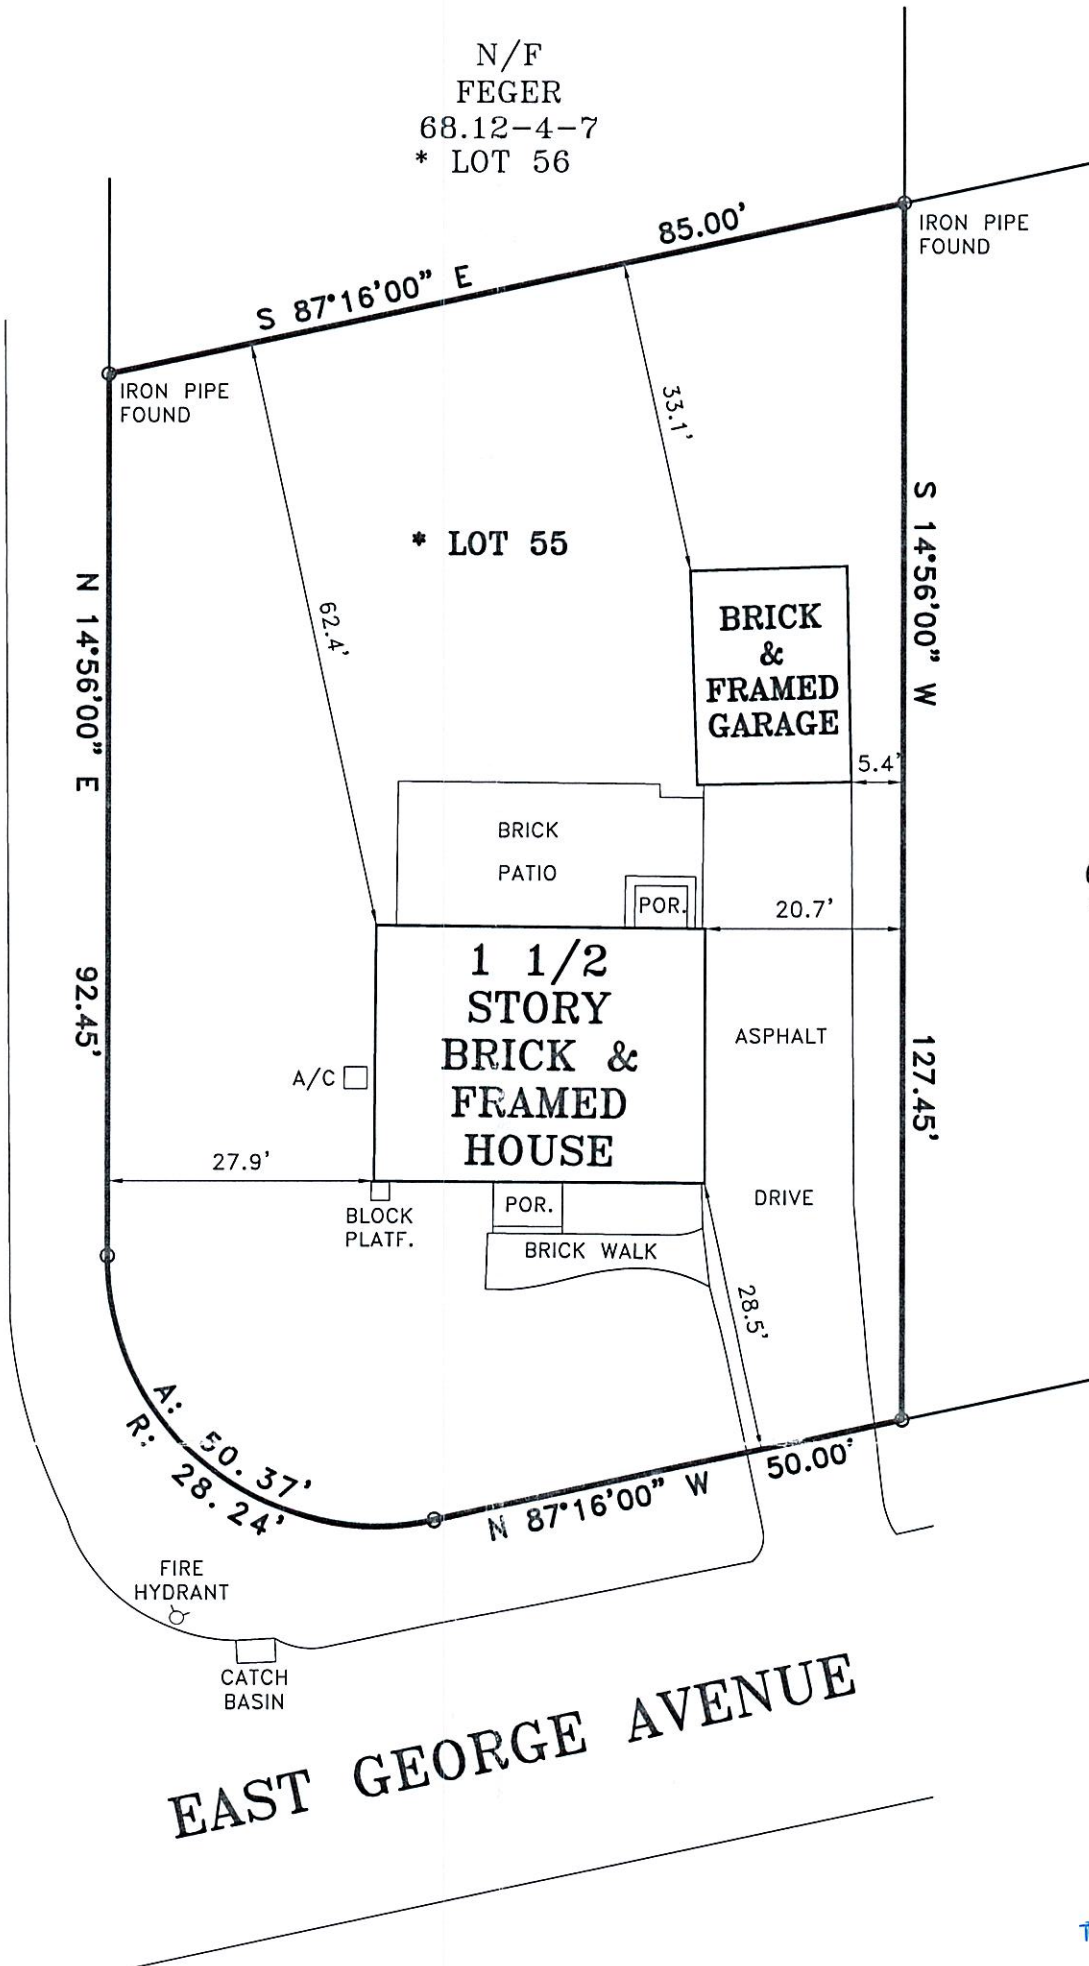 N/F
FEGER
68.12-4-7
* LOT 56
85.00'
S 87°16'00" E
IRON PIPE
FOUND
IRON PIPE
FOUND
33.1'
* LOT 55
S 14°56'00" W
N 14°56'00" E
62.4'
BRICK
&
FRAMED
GARAGE
5.4'
BRICK
PATIO
POR.
20.7'
1 1/2
STORY
BRICK &
FRAMED
HOUSE
92.45'
ASPHALT
127.45'
A/C
27.9'
BLOCK
PLATF.
POR.
DRIVE
BRICK WALK
28.5'
A: 50.37'
R: 28.24'
N 87°16'00" W
50.00'
FIRE
HYDRANT
CATCH
BASIN
EAST GEORGE AVENUE